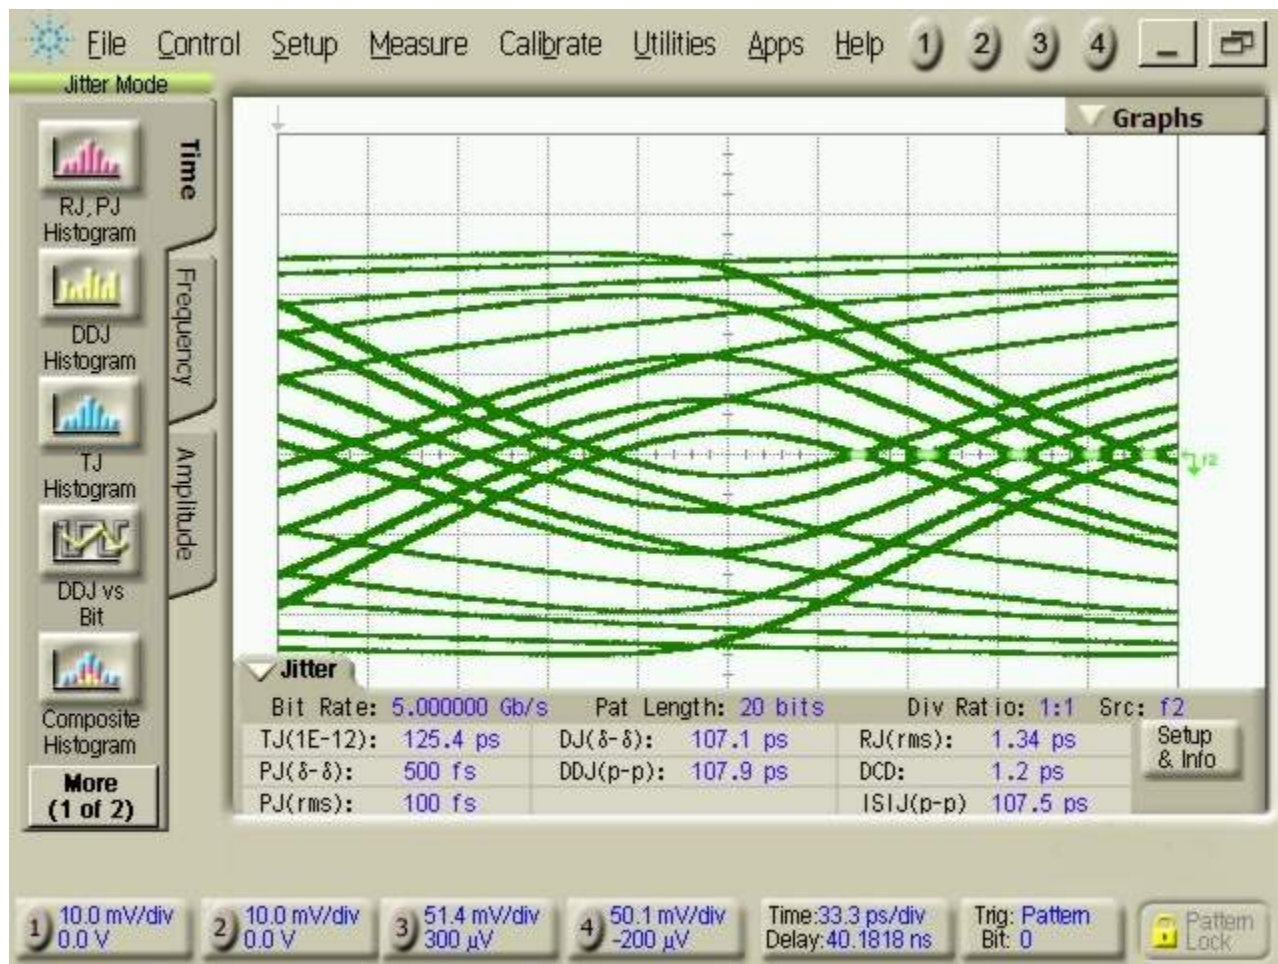 File Control Setup Measure Calibrate Utilities Apps Help 1 2 3 4
Jitter Mode
Graphs
Time
Frequency
Amplitude
RJ, PJ
Histogram
DDJ
Histogram
TJ
Histogram
DDJ vs
Bit
Composite
Histogram
More
(1 of 2)
f2
Jitter
Bit Rate: 5.000000 Gb/s Pat Length: 20 bits Div Ratio: 1:1 Src: f2
TJ(1E-12): 125.4 ps DJ(δ-δ): 107.1 ps RJ(rms): 1.34 ps
PJ(δ-δ): 500 fs DDJ(p-p): 107.9 ps DCD: 1.2 ps
PJ(rms): 100 fs ISIJ(p-p) 107.5 ps
Setup
& Info
1 10.0 mV/div
0.0 V
2 10.0 mV/div
0.0 V
3 51.4 mV/div
300 µV
4 50.1 mV/div
-200 µV
Time:33.3 ps/div
Delay:40.1818 ns
Trig: Pattern
Bit: 0
Pattern
Lock